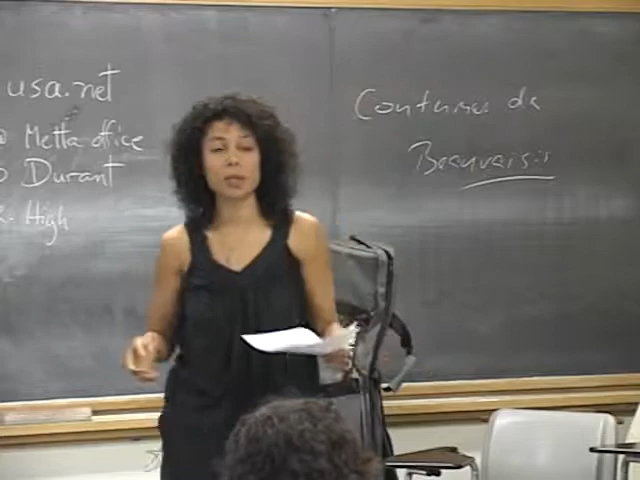 usa.net
@ Metta office
Durant
High
Coutumes de
Beauvaisis